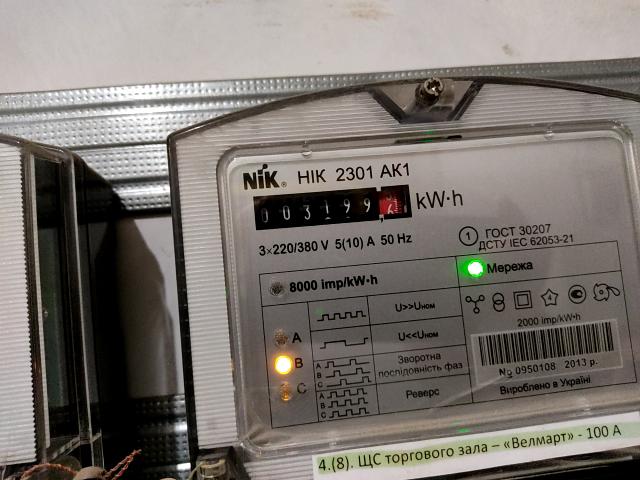 NiK® НІК 2301 АК1
003199 2 kW·h
3×220/380 V 5(10) A 50 Hz
1 ГОСТ 30207
ДСТУ IEC 62053-21
8000 imp/kW·h
Мережа
A
B
C
U>>Uном
U<<Uном
A
B
C
Зворотна
послідовність фаз
A
B
C
Реверс
2000 imp/kW·h
№ 0950108 2013 р.
Вироблено в Україні
4.(8). ЩС торгового зала – «Велмарт» - 100 А